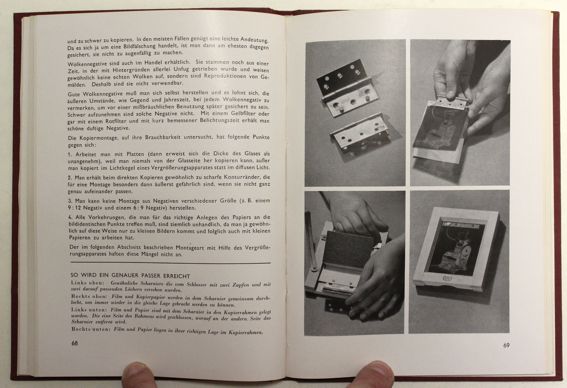 und zu schwer zu kopieren. In den meisten Fällen genügt eine leichte Andeutung.
Da es sich ja um eine Bildfälschung handelt, ist man dann am ehesten dagegen
gesichert, sie nicht zu augenfällig zu machen.
Wolkennegative sind auch im Handel erhältlich. Sie stammen noch aus einer
Zeit, in der mit Hintergründen allerlei Unfug getrieben wurde und weisen
gewöhnlich keine echten Wolken auf, sondern sind Reproduktionen von Ge-
mälden. Deshalb sind sie nicht verwendbar.
Gute Wolkennegative muß man sich selbst herstellen und es lohnt sich, die
äußeren Umstände, wie Gegend und Jahreszeit, bei jedem Wolkennegativ zu
vermerken, um vor einer mißbräuchlichen Benutzung später gesichert zu sein.
Schwer aufzunehmen sind solche Negative nicht. Mit einem Gelbfilter oder
gar mit einem Rotfilter und mit kurz bemessener Belichtungszeit erhält man
schöne duftige Negative.
Die Kopiermontage, auf ihre Brauchbarkeit untersucht, hat folgende Punkte
gegen sich:
1. Arbeitet man mit Platten (dann erweist sich die Dicke des Glases als
unangenehm), weil man niemals von der Glasseite her kopieren kann, außer
man kopiert im Lichtkegel eines Vergrößerungsapparates statt im diffusen Licht.
2. Man erhält beim direkten Kopieren gewöhnlich zu scharfe Konturränder, die
für eine Montage besonders dann äußerst gefährlich sind, wenn sie nicht ganz
genau aufeinander passen.
3. Man kann keine Montage aus Negativen verschiedener Größe (z. B. einem
9 : 12 Negativ und einem 6 : 9 Negativ) herstellen.
4. Alle Vorkehrungen, die man für das richtige Anlegen des Papiers an die
bildidentischen Punkte treffen muß, sind ziemlich unhandlich, da man ja gewöhn-
lich auf diese Weise nur zu kleinen Bildern kommt und folglich auch mit kleinen
Papieren zu arbeiten hat.
Der im folgenden Abschnitt beschriebenen Montageart mit Hilfe des Vergröße-
rungsapparates haften diese Mängel nicht an.
SO WIRD EIN GENAUER PASSER ERREICHT
Links oben: Gewöhnliche Scharniere die vom Schlosser mit zwei Zapfen und mit
zwei darauf passenden Löchern versehen wurden.
Rechts oben: Film und Kopierpapier werden in dem Scharnier gemeinsam durch-
locht, um immer wieder in die gleiche Lage gebracht werden zu können.
Links unten: Film und Papier sind mit dem Scharnier in den Kopierrahmen gelegt
worden. Die eine Seite des Rahmens wird geschlossen, worauf an der andern Seite das
Scharnier entfernt wird.
Rechts unten: Film und Papier liegen in ihrer richtigen Lage im Kopierrahmen.
68
69